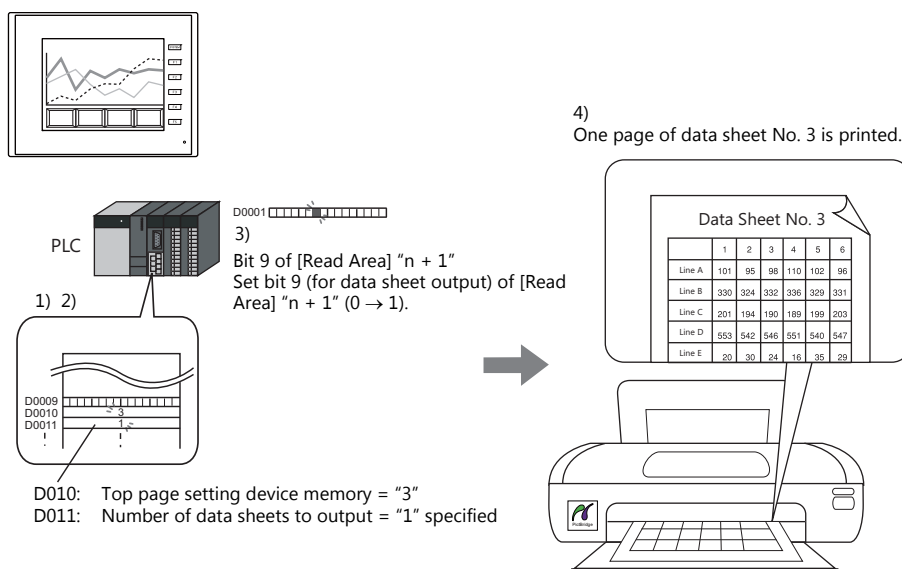 4)
One page of data sheet No. 3 is printed.
Data Sheet No. 3
1 2 3 4 5 6
Line A 101 95 98 110 102 96
Line B 330 324 332 336 329 331
Line C 201 194 190 189 199 203
Line D 553 542 546 551 540 547
Line E 20 30 24 16 35 29
D0001
3)
PLC
Bit 9 of [Read Area] “n + 1”
Set bit 9 (for data sheet output) of [Read
Area] “n + 1” (0 → 1).
1) 2)
D0009
D0010 3
D0011 1
D010: Top page setting device memory = “3”
D011: Number of data sheets to output = “1” specified
PictBridge